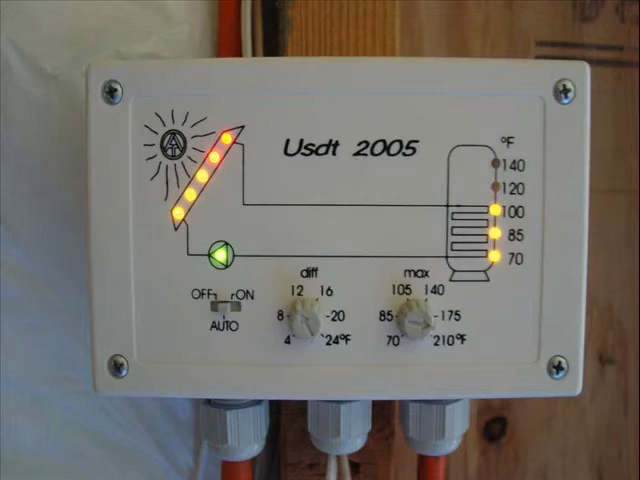 Usdt 2005
°F
140
120
100
85
70
diff
12 16
8- -20
4 24°F
max
105 140
85 -175
70 210°F
OFF ON
AUTO